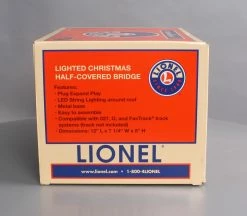 LIONEL
LIGHTED CHRISTMAS
HALF-COVERED BRIDGE
Features:
- Plug Expand Play
- LED String Lighting around roof
- Metal base
- Easy to assemble
- Compatible with 027, O, and FasTrack track
systems (track not included)
- Dimensions: 12" L x 7 1/4" W x 8" H
LIONEL
www.lionel.com • 1-800-4LIONEL